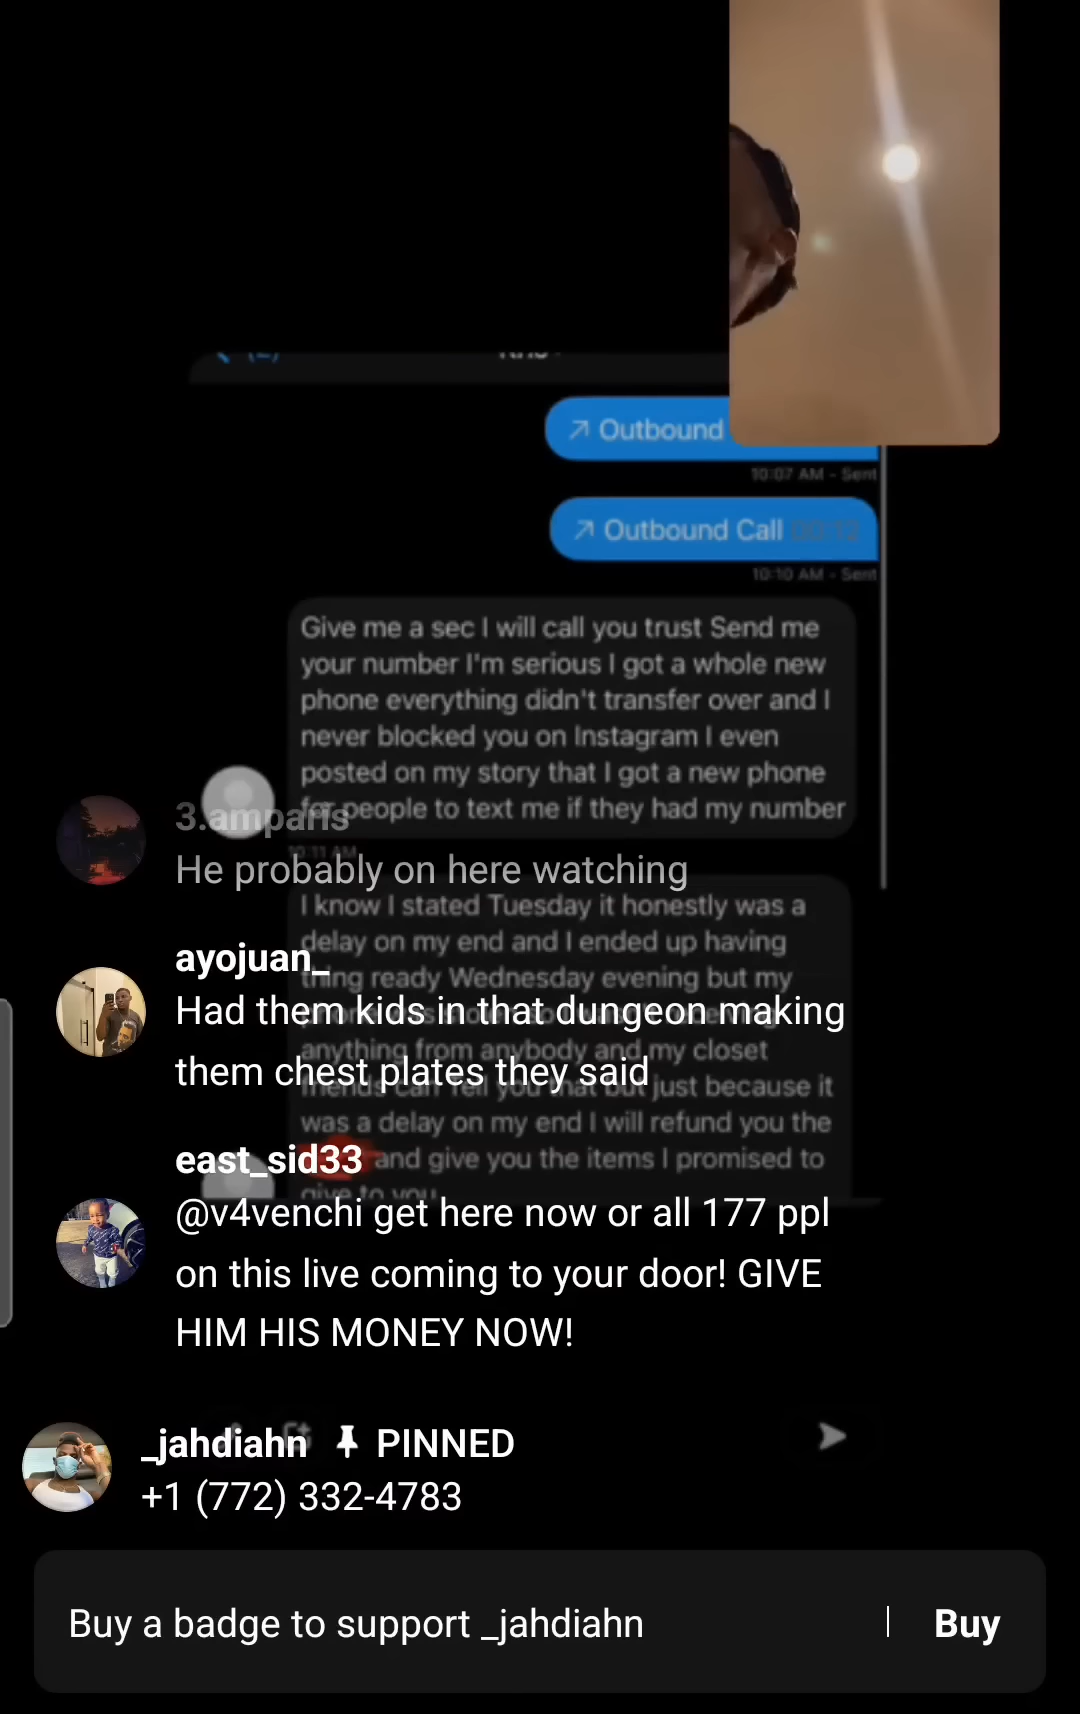 Outbound
10:07 AM - Sent
Outbound Call 00:13
10:10 AM - Sent
Give me a sec I will call you trust Send me
your number I'm serious I got a whole new
phone everything didn't transfer over and I
never blocked you on Instagram I even
posted on my story that I got a new phone
for people to text me if they had my number
3.amparis
10:11 AM
He probably on here watching
I know I stated Tuesday it honestly was a
delay on my end and I ended up having
ayojuan_
thing ready Wednesday evening but my
Had them kids in that dungeon making
anything from anybody and my closet
them chest plates they said
friends can tell you that but just because it
was a delay on my end I will refund you the
east_sid33
and give you the items I promised to
give to you
@v4venchi get here now or all 177 ppl
on this live coming to your door! GIVE
HIM HIS MONEY NOW!
_jahdiahn PINNED
+1 (772) 332-4783
Buy a badge to support _jahdiahn | Buy